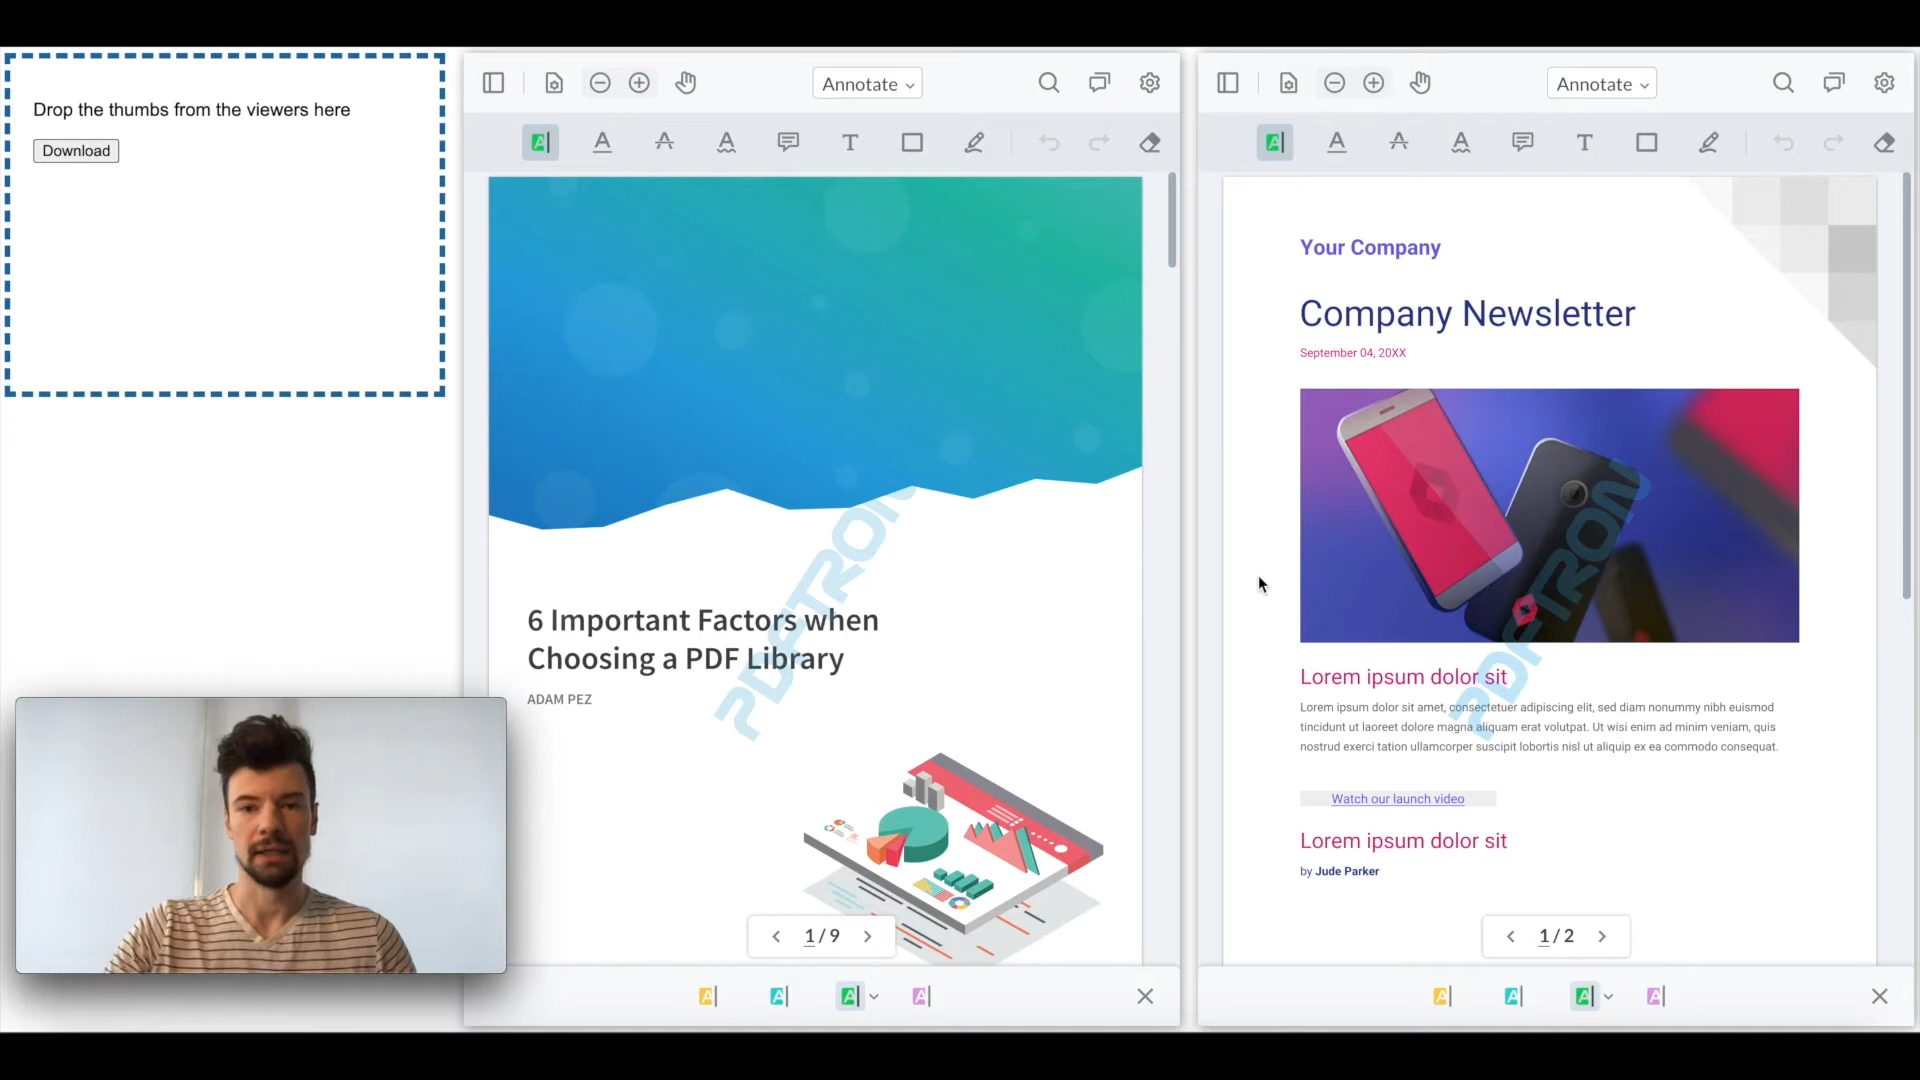 Drop the thumbs from the viewers here
Download
Annotate
A
A
A
A
T
6 Important Factors when
Choosing a PDF Library
ADAM PEZ
PDFTRON
1/9
A
A
A
A
Annotate
A
A
A
A
T
Your Company
Company Newsletter
September 04, 20XX
Lorem ipsum dolor sit
Lorem ipsum dolor sit amet, consectetuer adipiscing elit, sed diam nonummy nibh euismod
tincidunt ut laoreet dolore magna aliquam erat volutpat. Ut wisi enim ad minim veniam, quis
nostrud exerci tation ullamcorper suscipit lobortis nisl ut aliquip ex ea commodo consequat.
Watch our launch video
Lorem ipsum dolor sit
by Jude Parker
PDFTRON
1/2
A
A
A
A